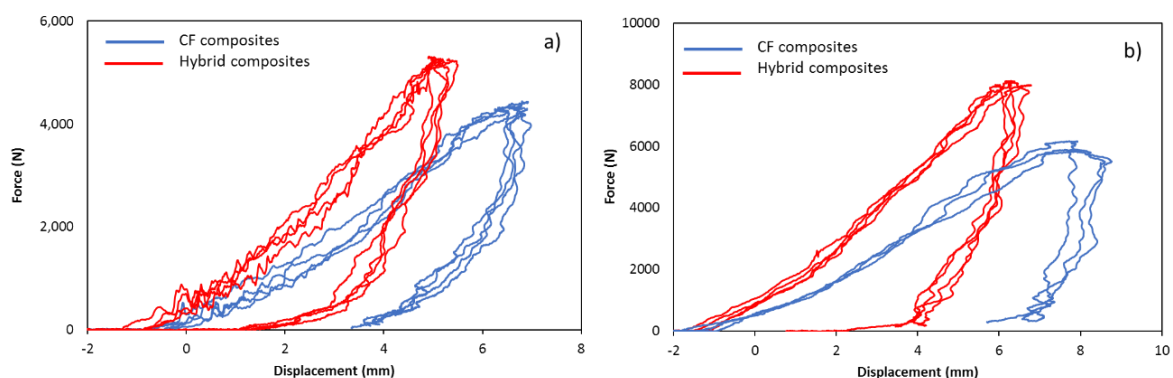 6,000
4,000
2,000
0
-2 0 2 4 6 8
Force (N)
Displacement (mm)
CF composites
Hybrid composites
a)
10000
8000
6000
4000
2000
0
-2 0 2 4 6 8 10
Force (N)
Displacement (mm)
CF composites
Hybrid composites
b)